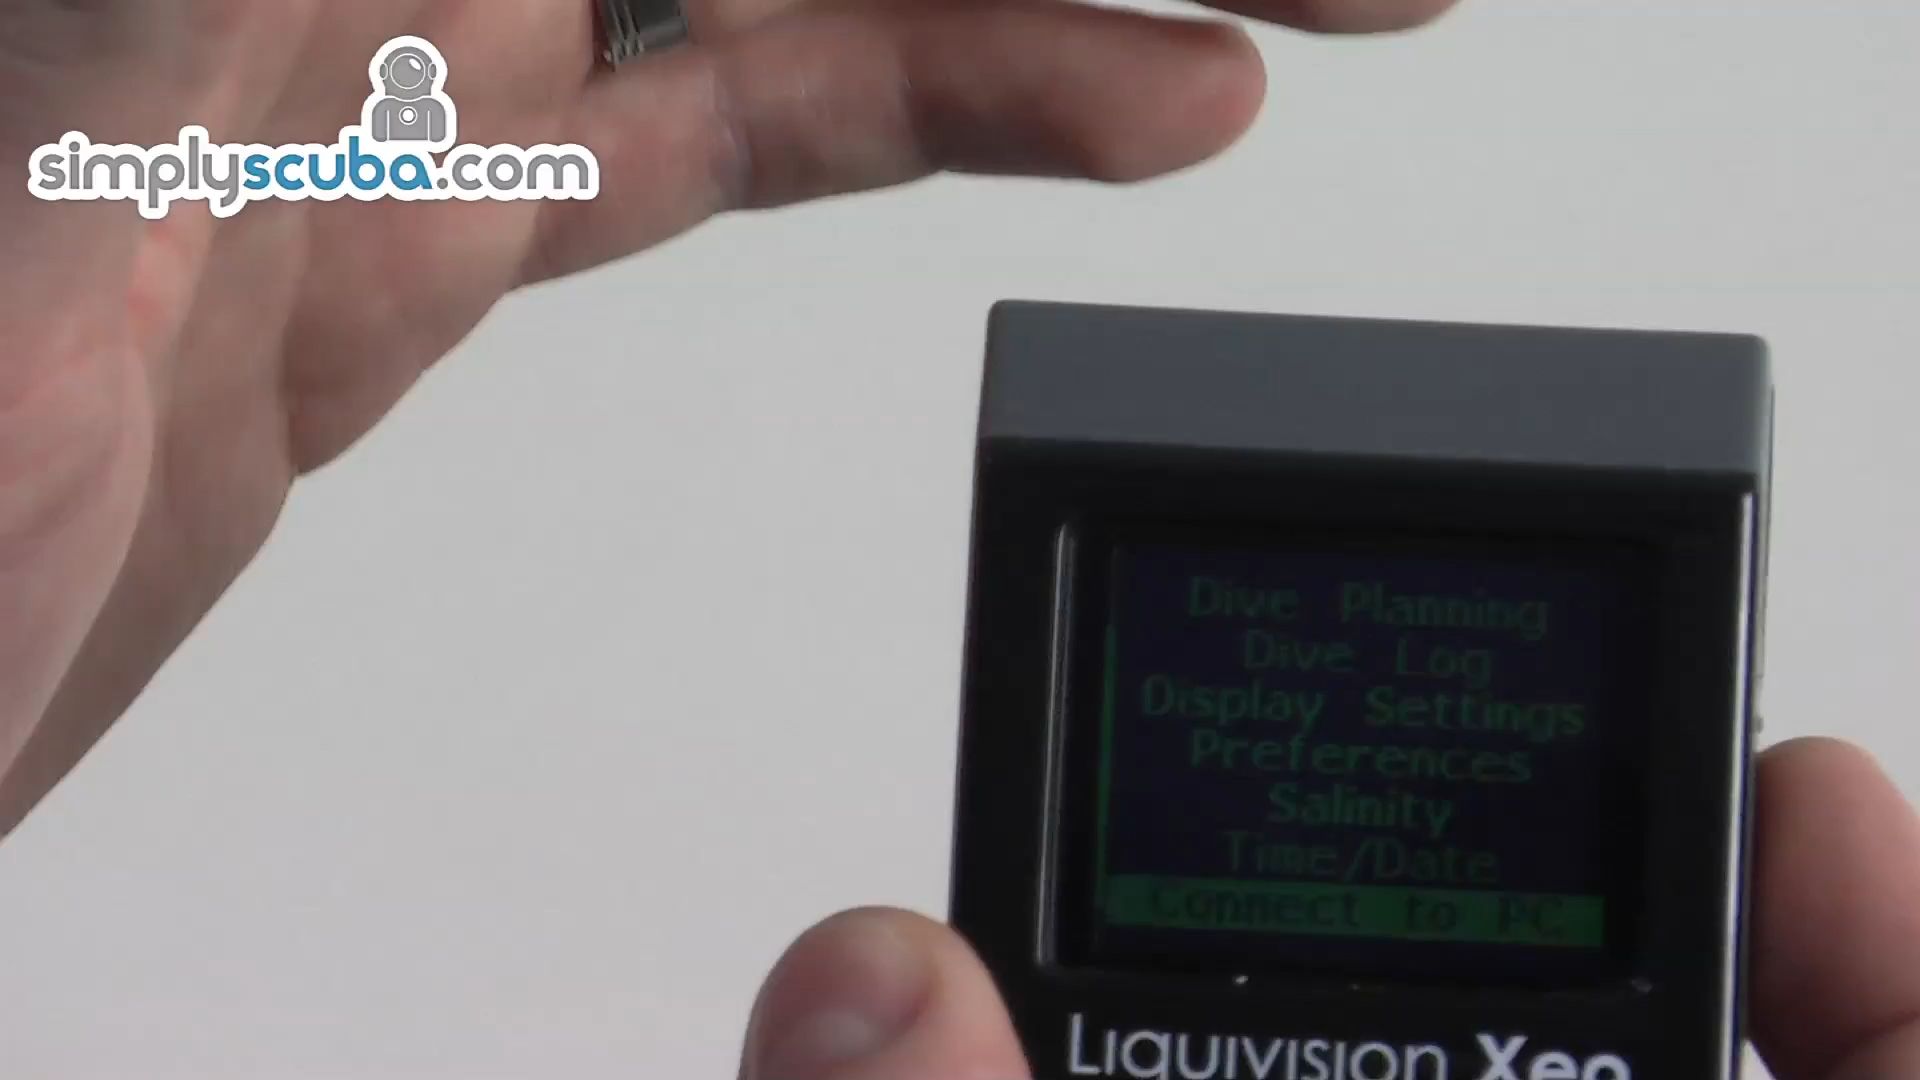 simplyscuba.com
Dive Planning
Dive Log
Display Settings
Preferences
Salinity
Time/Date
Connect to PC
Liquivision Xeo